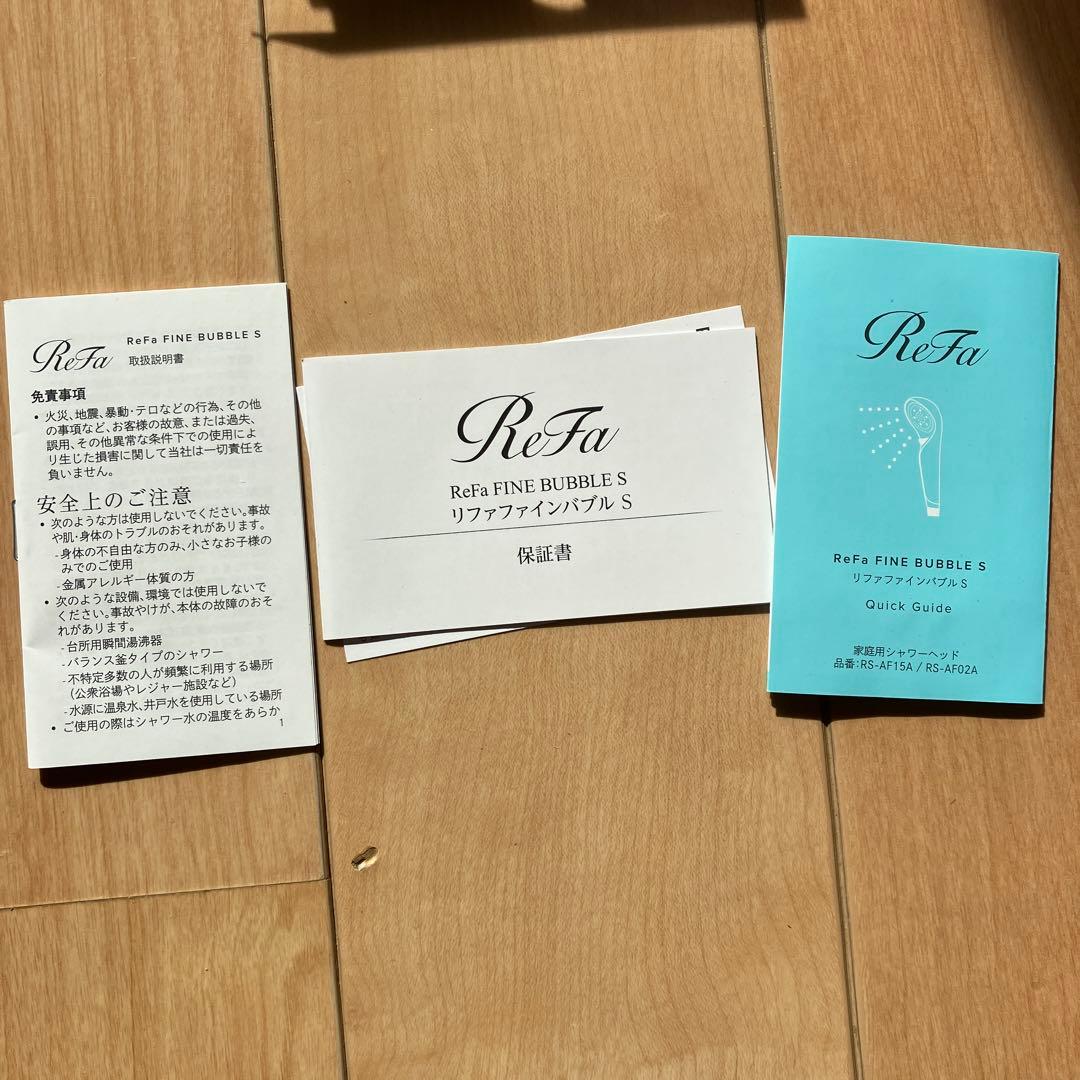 ReFa
ReFa FINE BUBBLE S
取扱説明書
免責事項
• 火災、地震、暴動・テロなどの行為、その他
の事項など、お客様の故意、または過失、
誤用、その他異常な条件下での使用によ
り生じた損害に関して当社は一切責任を
負いません。
安全上のご注意
• 次のような方は使用しないでください。事故
や肌・身体のトラブルのおそれがあります。
-身体の不自由な方のみ、小さなお子様の
みでのご使用
-金属アレルギー体質の方
• 次のような設備、環境では使用しないで
ください。事故やけが、本体の故障のおそ
れがあります。
-台所用瞬間湯沸器
-バランス釜タイプのシャワー
-不特定多数の人が頻繁に利用する場所
（公衆浴場やレジャー施設など）
-水源に温泉水、井戸水を使用している場所
• ご使用の際はシャワー水の温度をあらか
1
ReFa
ReFa FINE BUBBLE S
リファファインバブル S
保証書
ReFa
ReFa FINE BUBBLE S
リファファインバブル S
Quick Guide
家庭用シャワーヘッド
品番：RS-AF15A / RS-AF02A